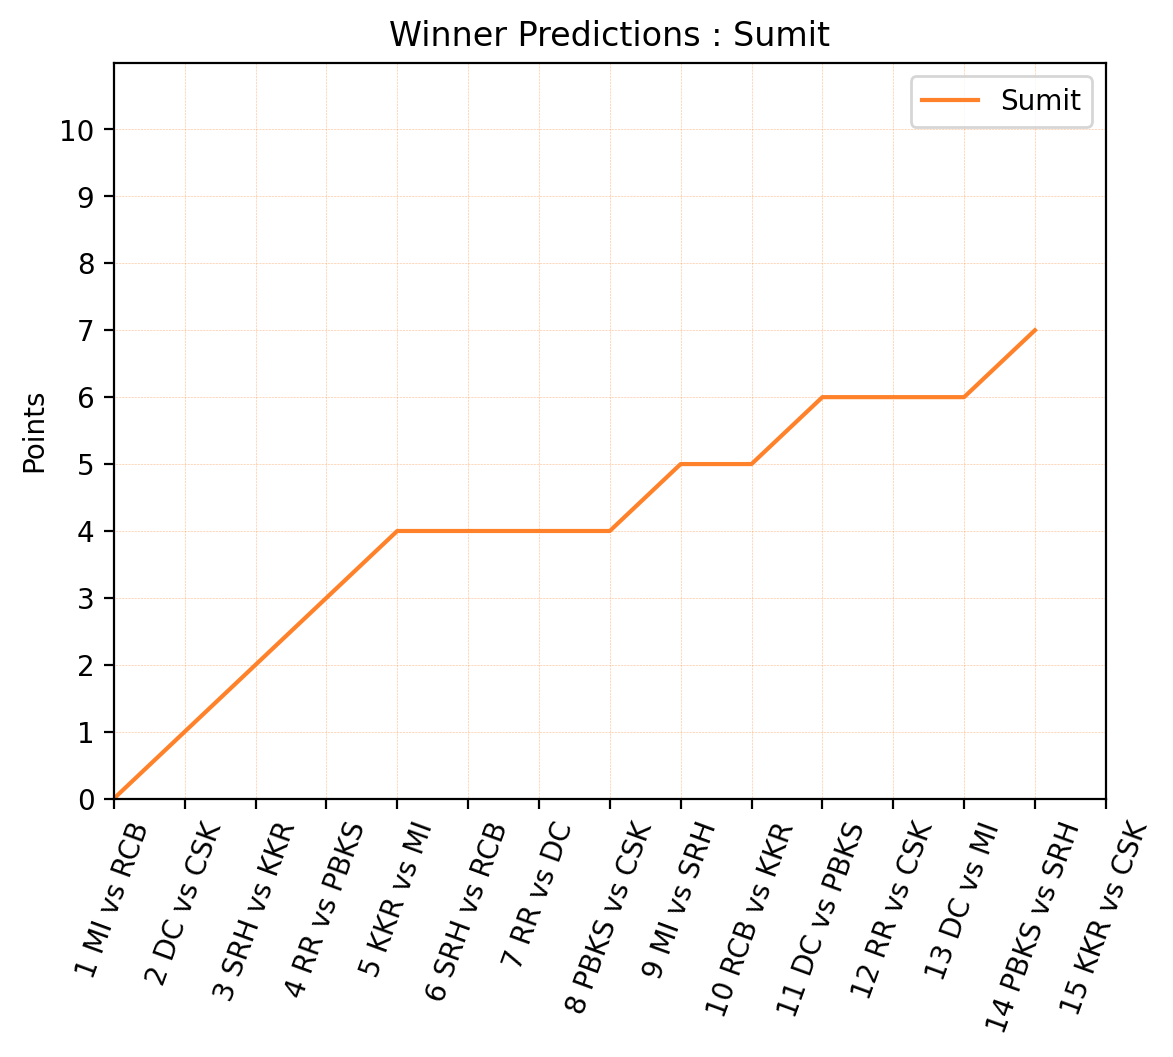 Winner Predictions : Sumit
Sumit
10
9
8
7
6
5
4
3
2
1
0
Points
1 MI vs RCB
2 DC vs CSK
3 SRH vs KKR
4 RR vs PBKS
5 KKR vs MI
6 SRH vs RCB
7 RR vs DC
8 PBKS vs CSK
9 MI vs SRH
10 RCB vs KKR
11 DC vs PBKS
12 RR vs CSK
13 DC vs MI
14 PBKS vs SRH
15 KKR vs CSK